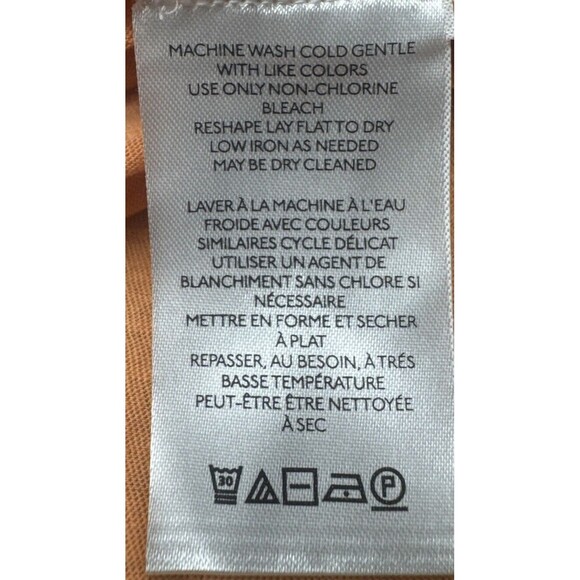 MACHINE WASH COLD GENTLE
WITH LIKE COLORS
USE ONLY NON-CHLORINE
BLEACH
RESHAPE LAY FLAT TO DRY
LOW IRON AS NEEDED
MAY BE DRY CLEANED
LAVER À LA MACHINE À L'EAU
FROIDE AVEC COULEURS
SIMILAIRES CYCLE DÉLICAT
UTILISER UN AGENT DE
BLANCHIMENT SANS CHLORE SI
NÉCESSAIRE
METTRE EN FORME ET SECHER
À PLAT
REPASSER, AU BESOIN, À TRÉS
BASSE TEMPÉRATURE
PEUT-ÊTRE ÊTRE NETTOYÉE
À SEC
30 P